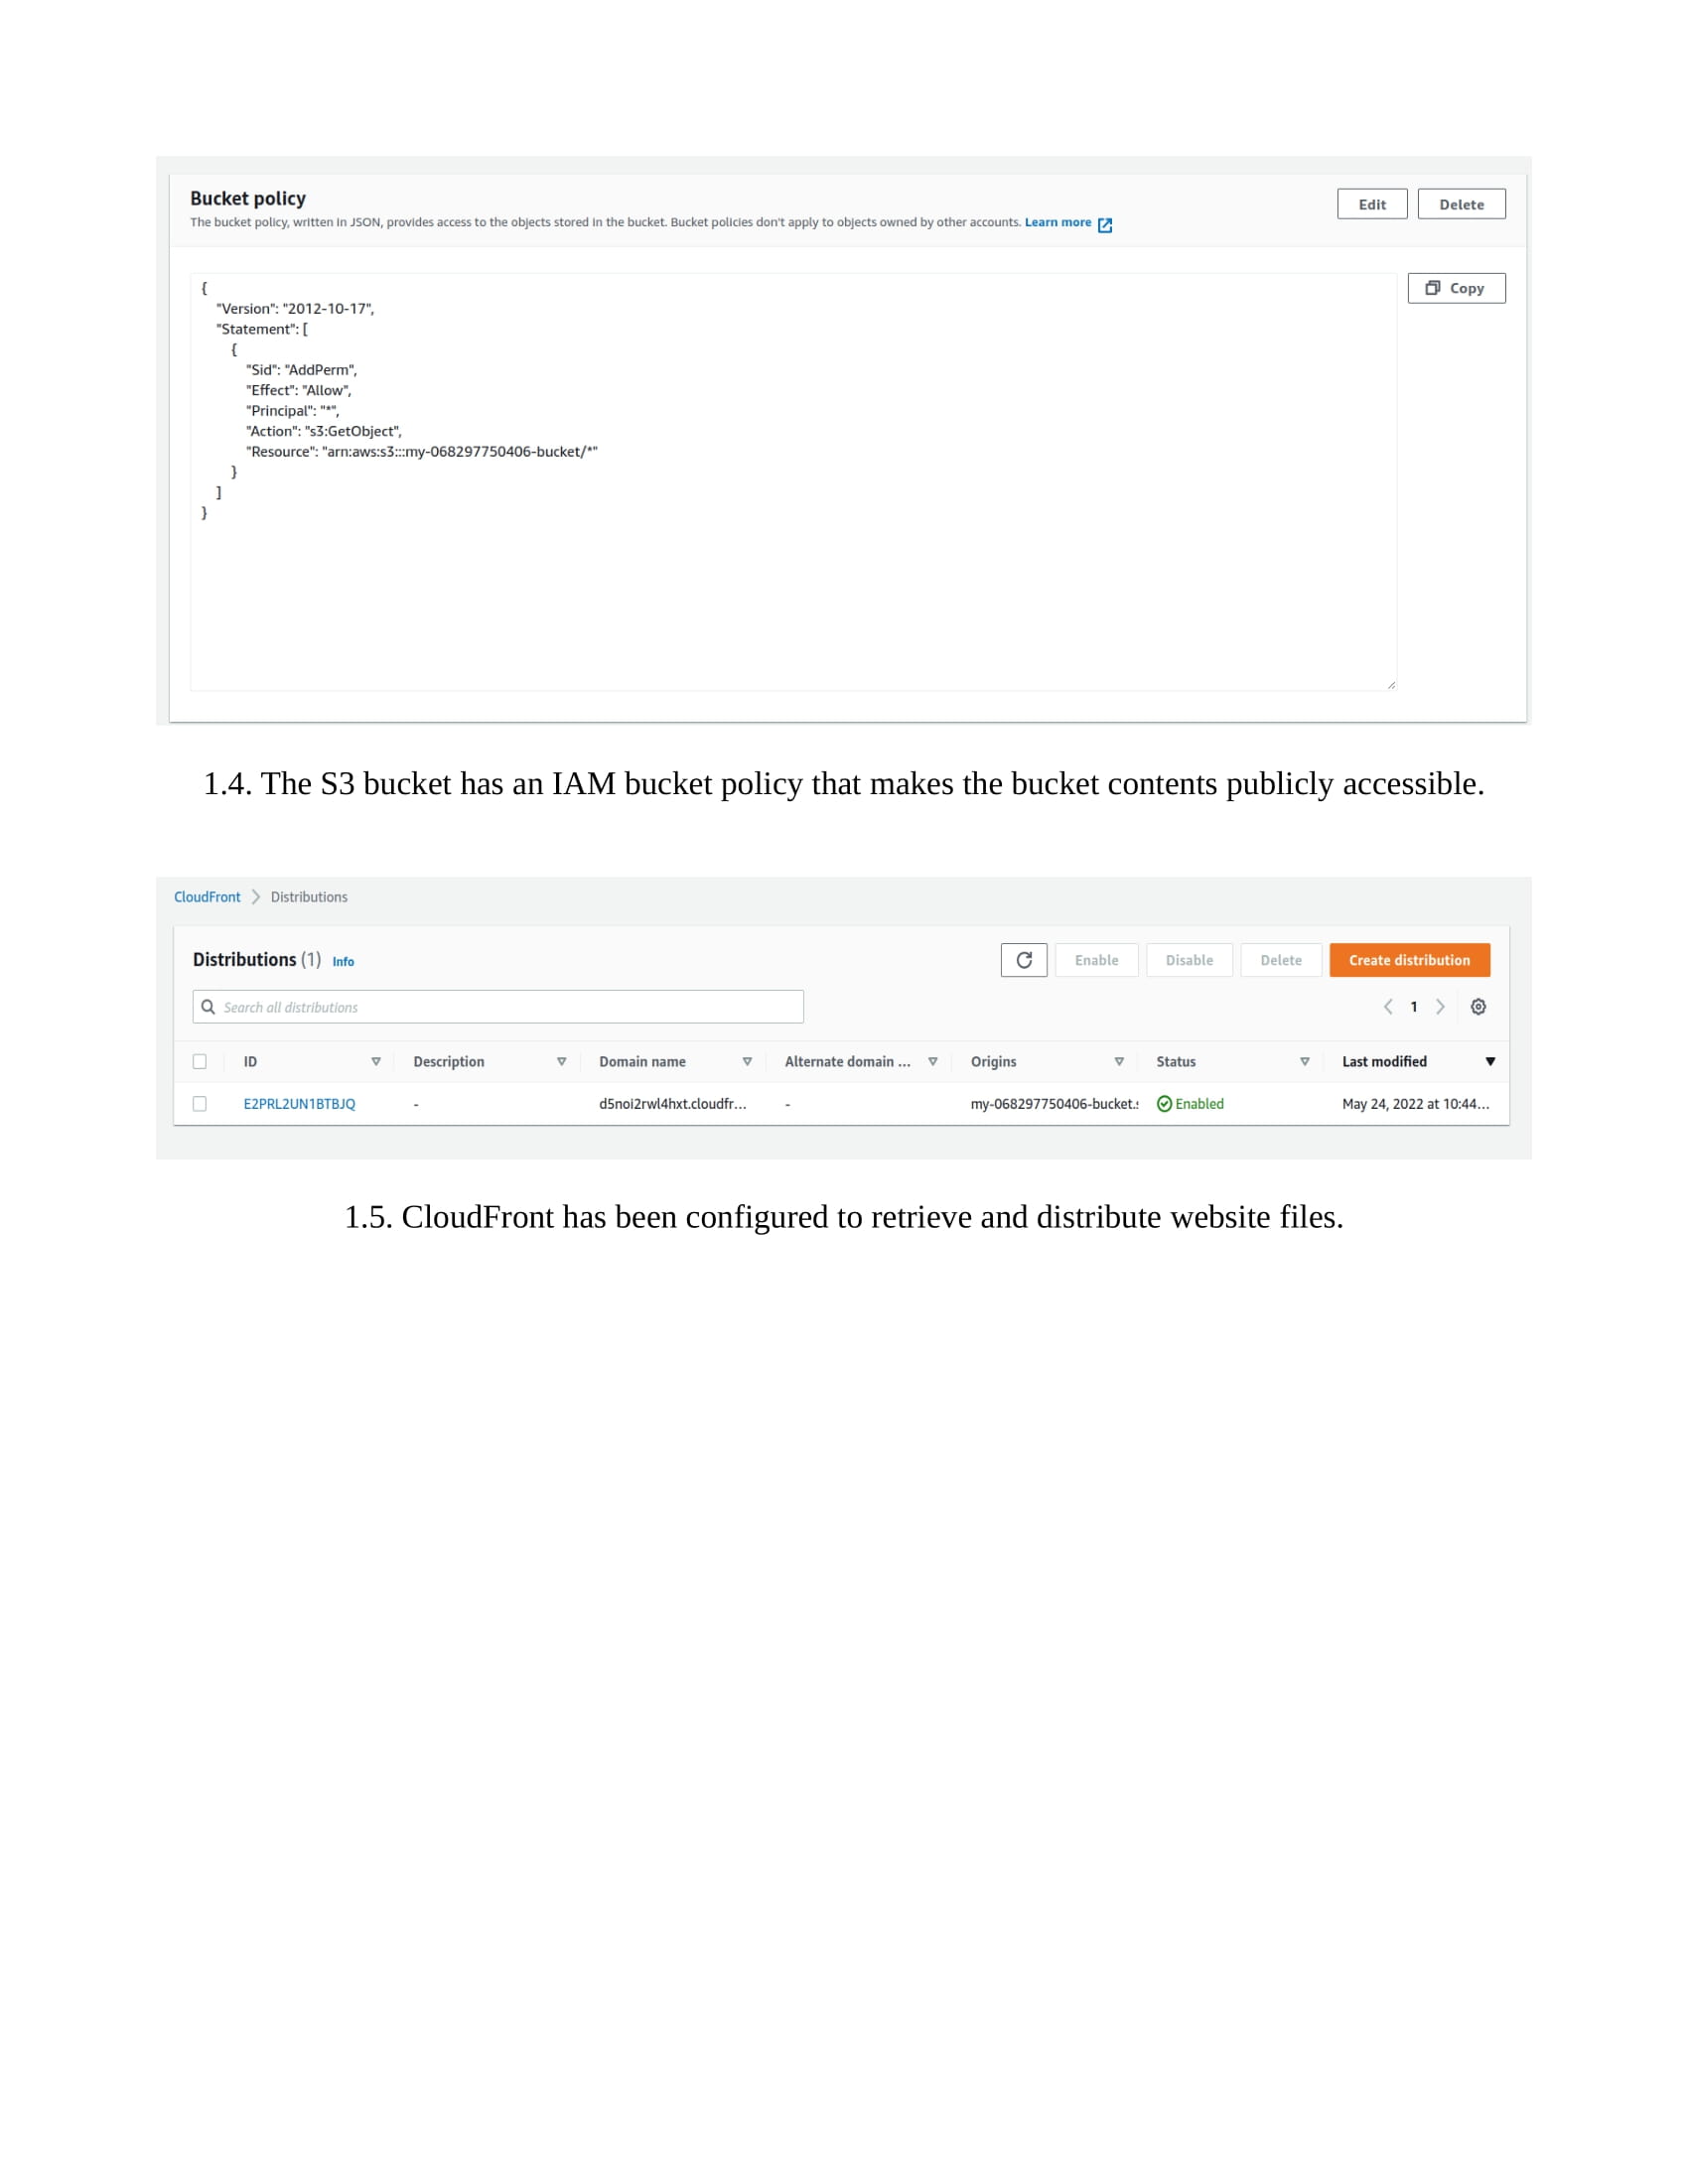 Bucket policy
Edit Delete
The bucket policy, written in JSON, provides access to the objects stored in the bucket. Bucket policies don't apply to objects owned by other accounts. Learn more
Copy
{
"Version": "2012-10-17",
"Statement": [
{
"Sid": "AddPerm",
"Effect": "Allow",
"Principal": "*",
"Action": "s3:GetObject",
"Resource": "arn:aws:s3:::my-068297750406-bucket/*"
}
]
}
1.4. The S3 bucket has an IAM bucket policy that makes the bucket contents publicly accessible.
CloudFront Distributions
Distributions (1) Info Enable Disable Delete Create distribution
Search all distributions 1
ID Description Domain name Alternate domain ... Origins Status Last modified
E2PRL2UN1BTBJQ - d5noi2rwl4hxt.cloudfr... - my-068297750406-bucket. Enabled May 24, 2022 at 10:44...
1.5. CloudFront has been configured to retrieve and distribute website files.